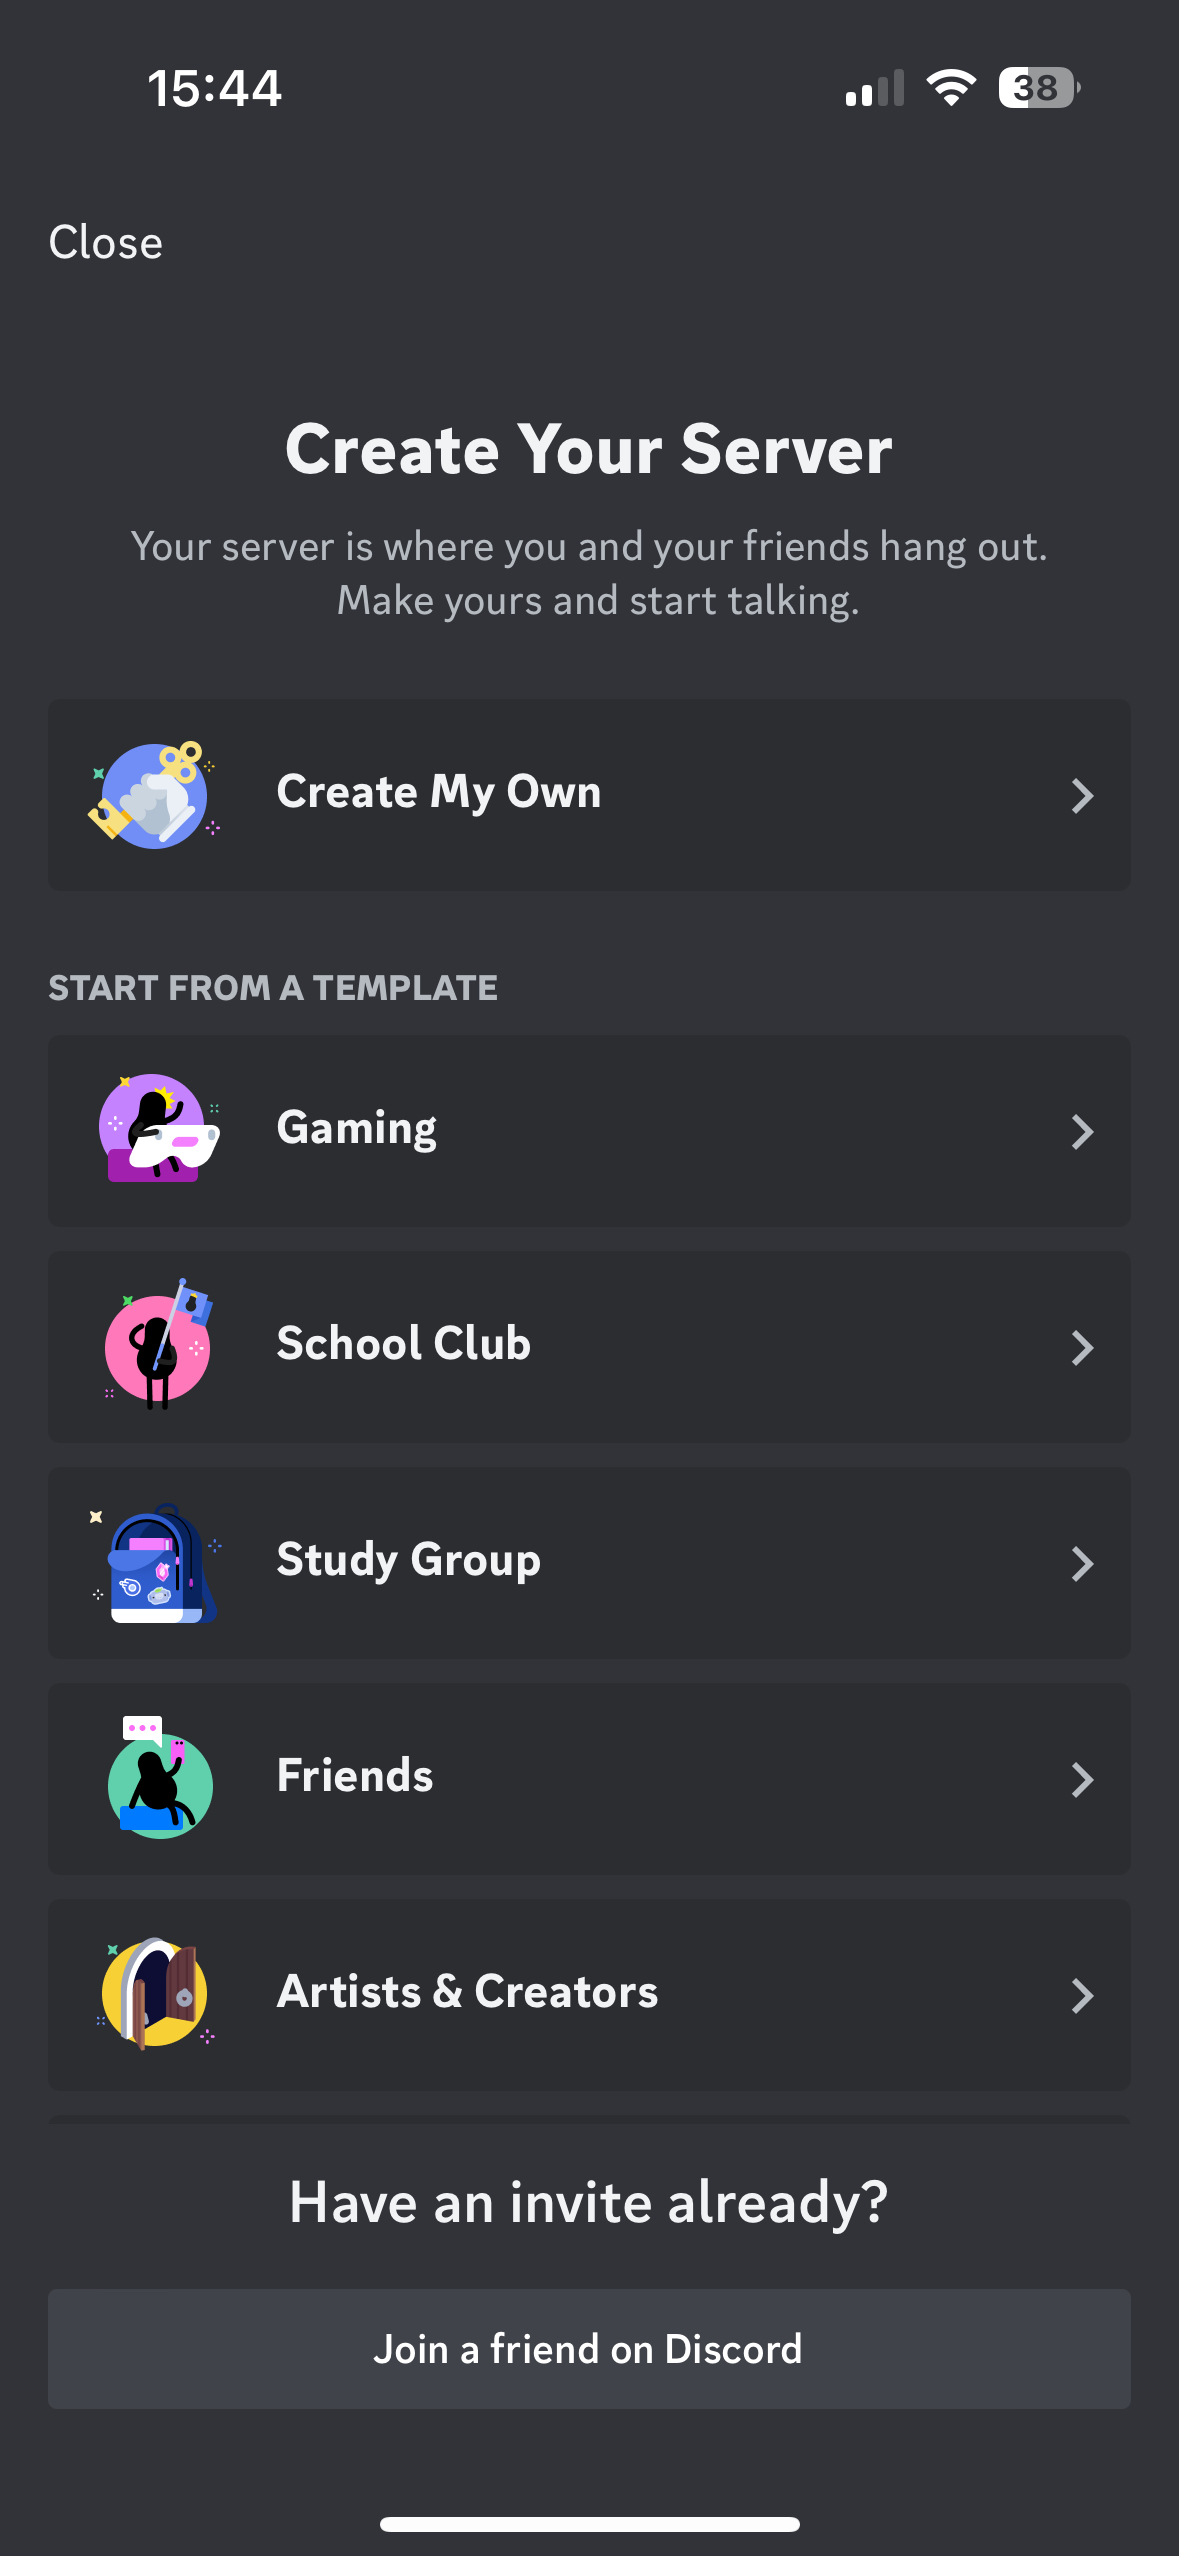 15:44
38
Close
Create Your Server
Your server is where you and your friends hang out.
Make yours and start talking.
Create My Own
START FROM A TEMPLATE
Gaming
School Club
Study Group
Friends
Artists & Creators
Have an invite already?
Join a friend on Discord